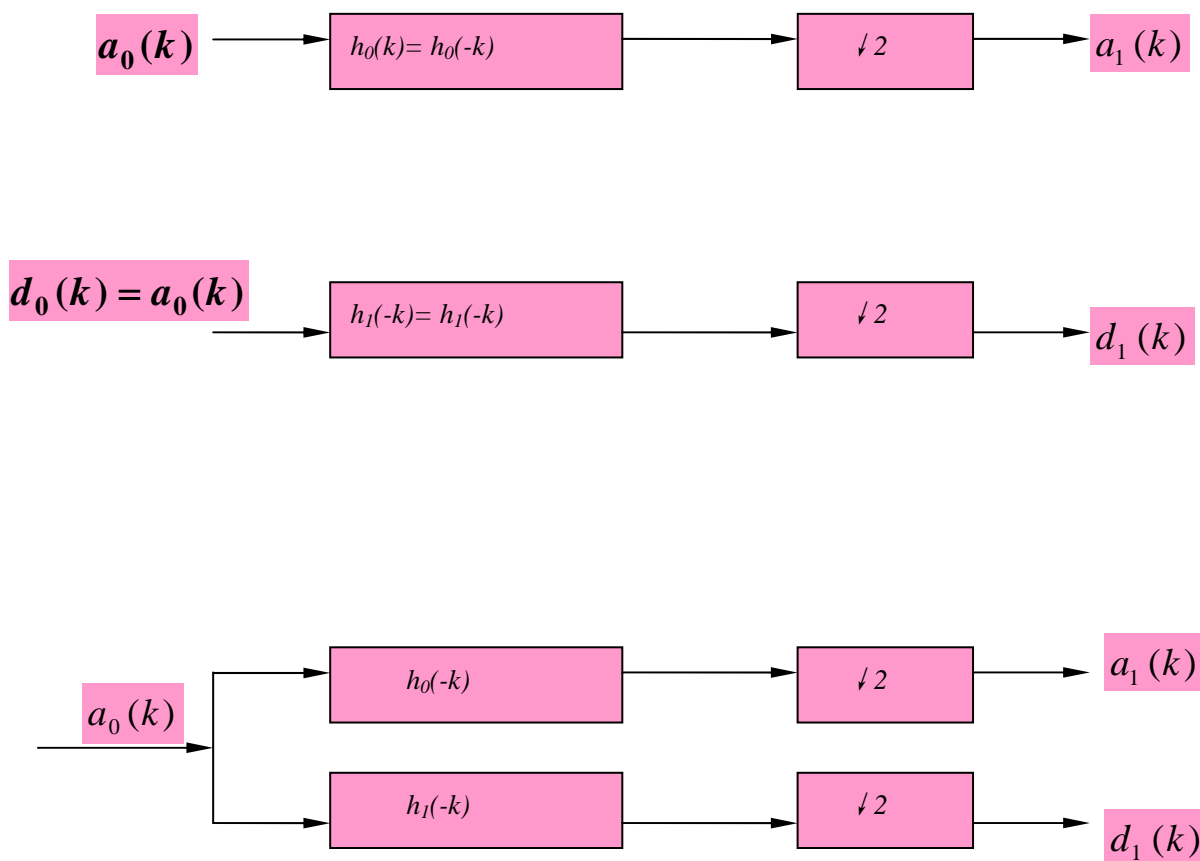 a₀(k) h₀(k)= h₀(-k) ↓ 2 a₁(k)
d₀(k) = a₀(k) h₁(-k)= h₁(-k) ↓ 2 d₁(k)
h₀(-k) ↓ 2 a₁(k)
a₀(k)
h₁(-k) ↓ 2 d₁(k)